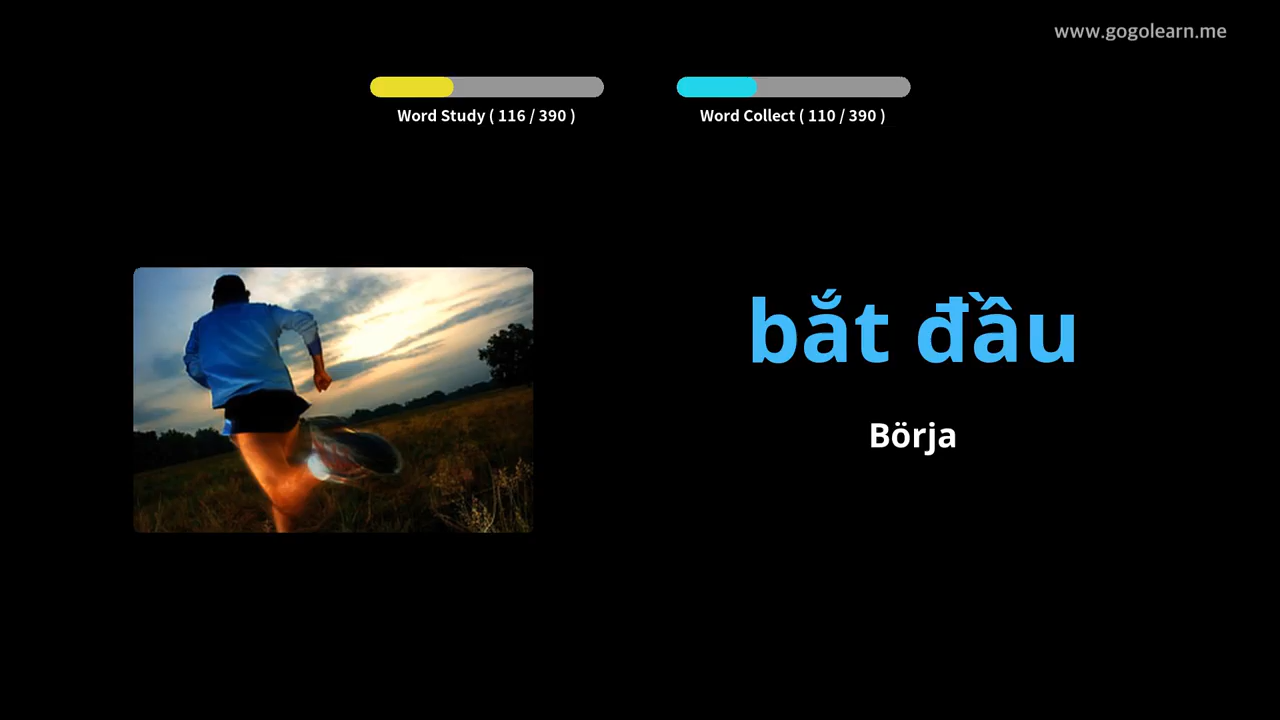 www.gogolearn.me
Word Study ( 116 / 390 )
Word Collect ( 110 / 390 )
bắt đầu
Börja